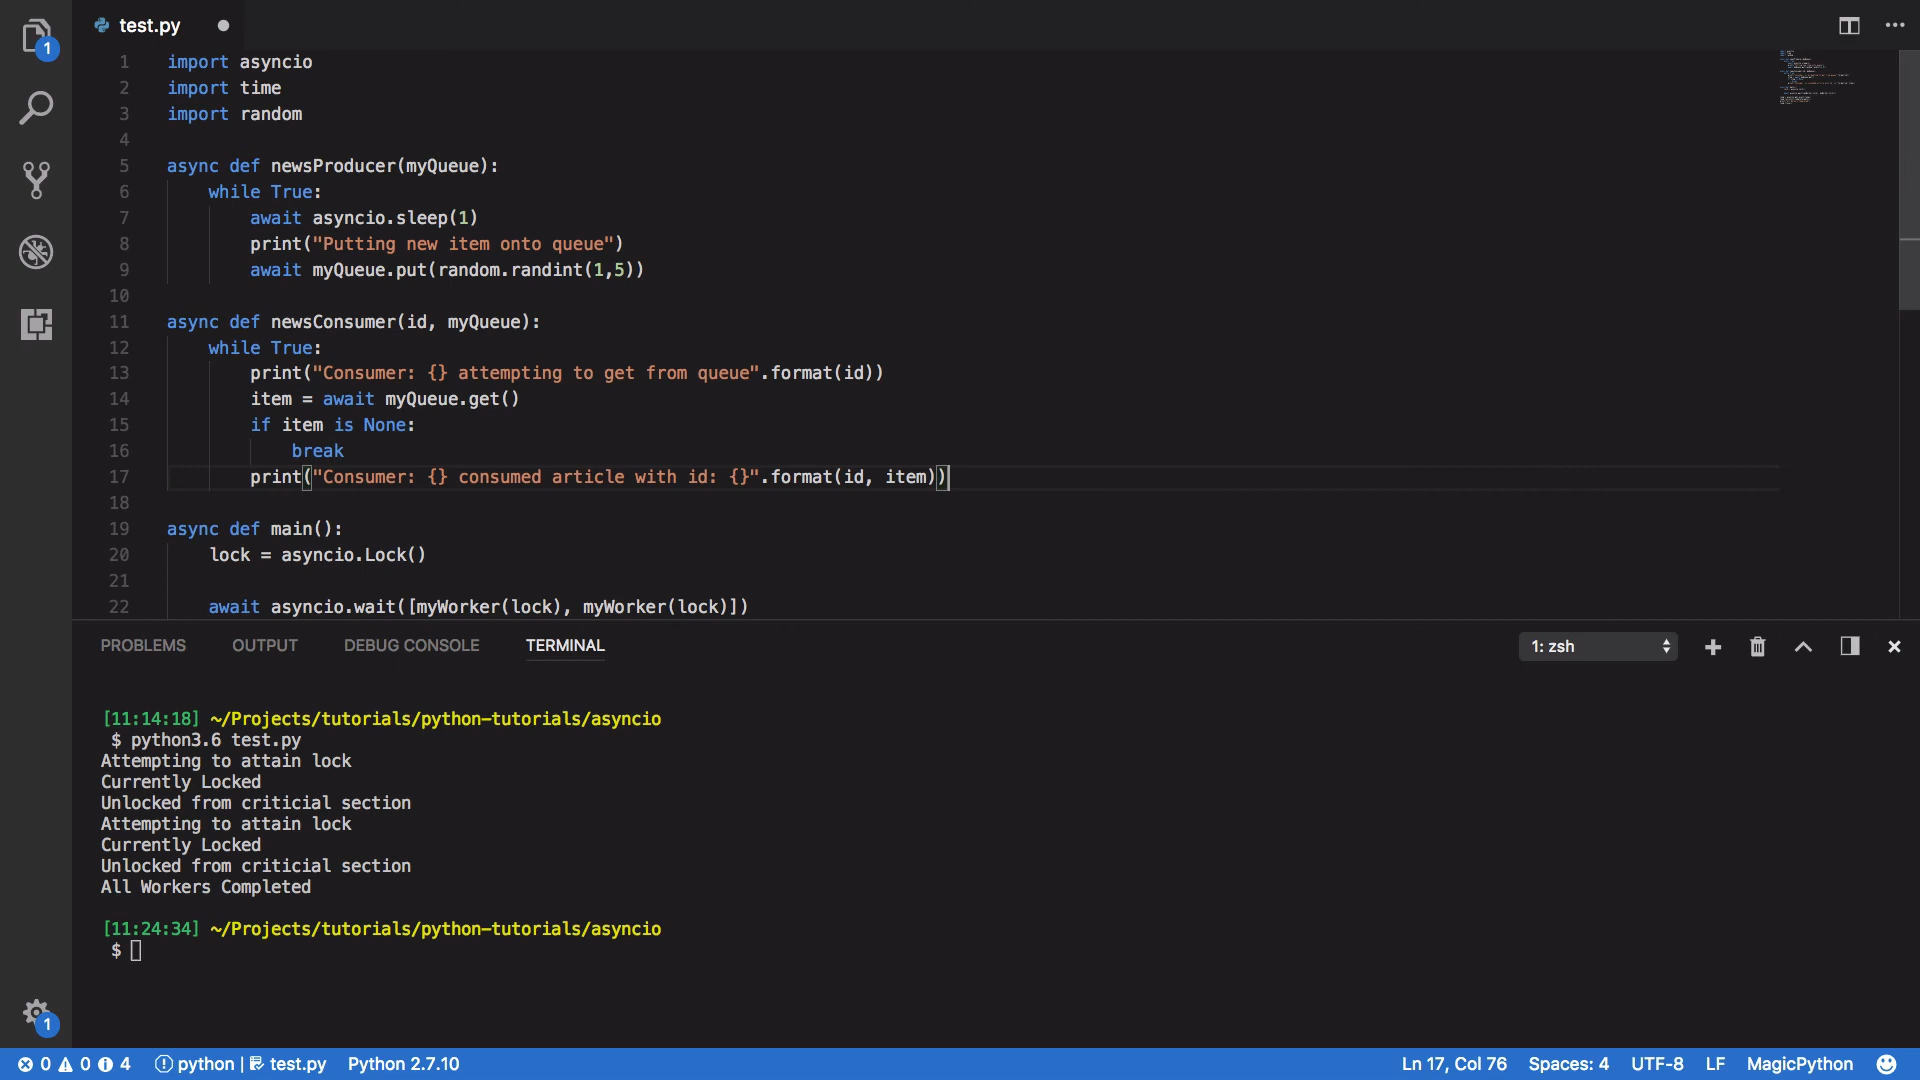 1
test.py
1 import asyncio
2 import time
3 import random
4
5 async def newsProducer(myQueue):
6 while True:
7 await asyncio.sleep(1)
8 print("Putting new item onto queue")
9 await myQueue.put(random.randint(1,5))
10
11 async def newsConsumer(id, myQueue):
12 while True:
13 print("Consumer: {} attempting to get from queue".format(id))
14 item = await myQueue.get()
15 if item is None:
16 break
17 print("Consumer: {} consumed article with id: {}".format(id, item))
18
19 async def main():
20 lock = asyncio.Lock()
21
22 await asyncio.wait([myWorker(lock), myWorker(lock)])
PROBLEMS OUTPUT DEBUG CONSOLE TERMINAL 1: zsh
[11:14:18] ~/Projects/tutorials/python-tutorials/asyncio
$ python3.6 test.py
Attempting to attain lock
Currently Locked
Unlocked from criticial section
Attempting to attain lock
Currently Locked
Unlocked from criticial section
All Workers Completed
[11:24:34] ~/Projects/tutorials/python-tutorials/asyncio
$
1
0 0 4 python | test.py Python 2.7.10 Ln 17, Col 76 Spaces: 4 UTF-8 LF MagicPython